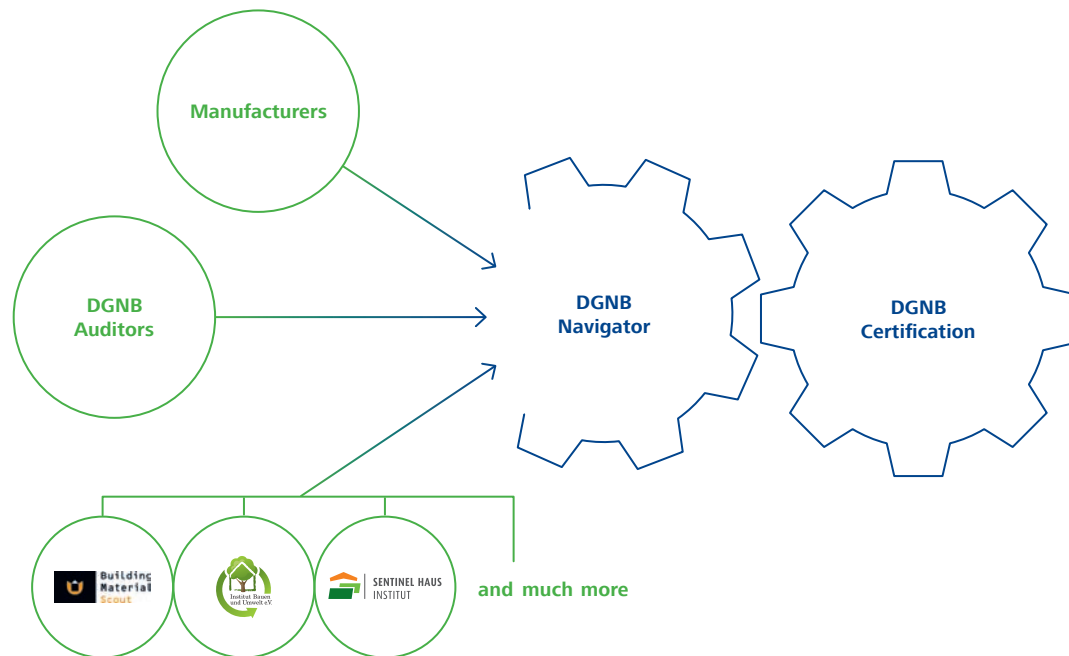 Manufacturers
DGNB
Auditors
DGNB
Navigator
DGNB
Certification
Building
Material
Scout
Institut Bauen
und Umwelt e.V.
SENTINEL HAUS
INSTITUT
and much more